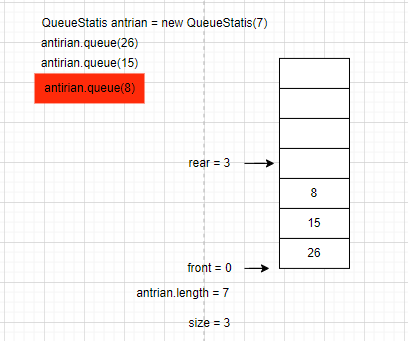 QueueStatis antrian = new QueueStatis(7)
antirian.queue(26)
antirian.queue(15)
antirian.queue(8)
rear = 3
8
15
26
front = 0
antrian.length = 7
size = 3